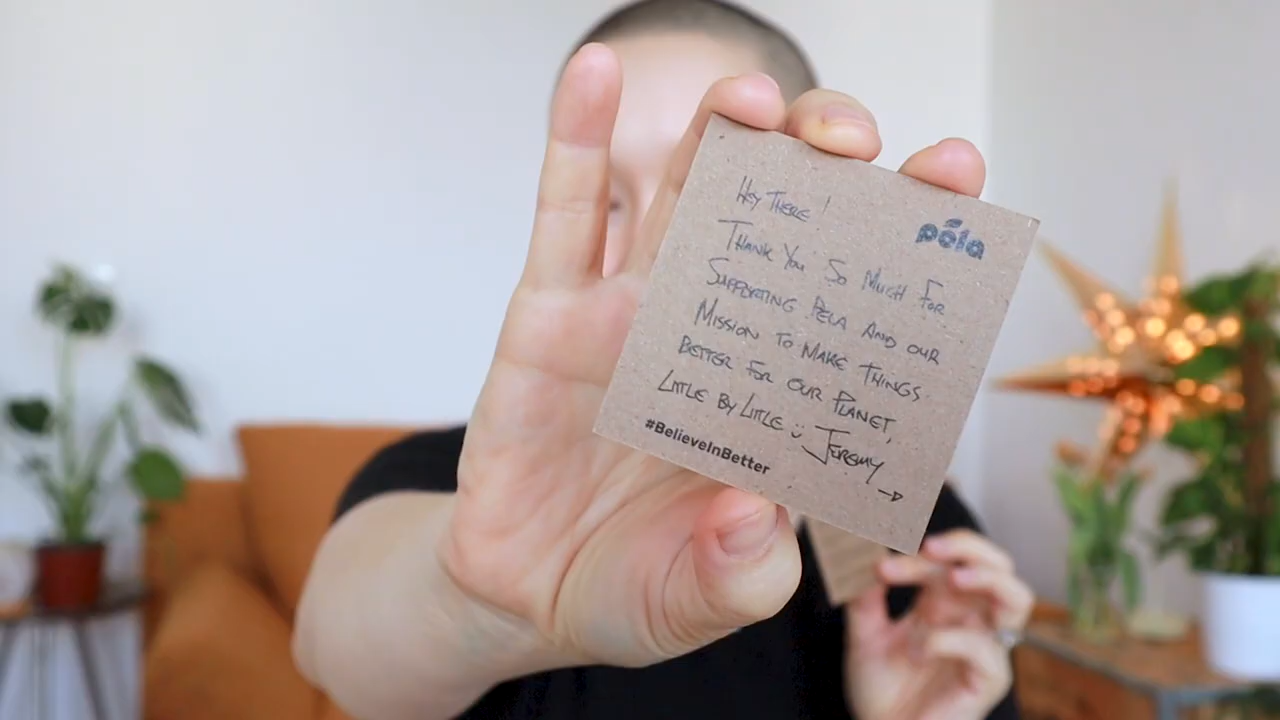 Hey There!
pela
Thank You So Much For
Supporting Pela And our
Mission to Make Things
Better For our Planet,
Little By Little :) Jeremy
#BelieveInBetter
→